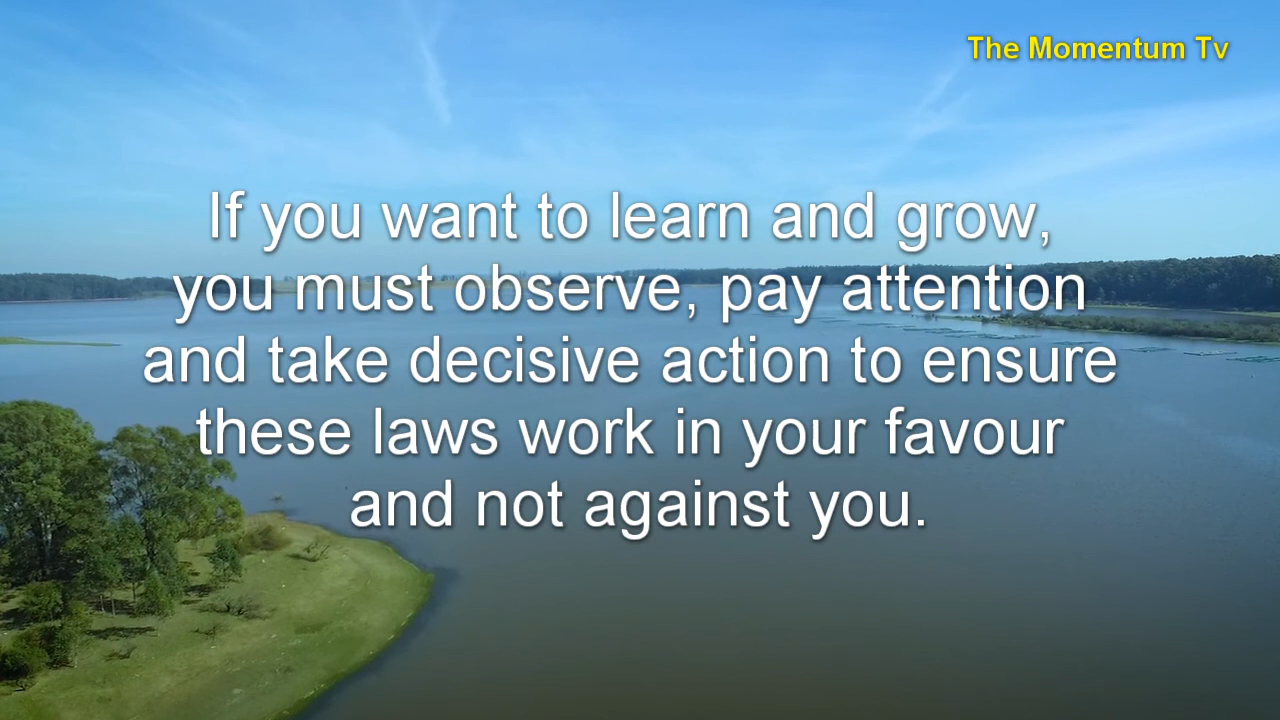 The Momentum Tv
If you want to learn and grow,
you must observe, pay attention
and take decisive action to ensure
these laws work in your favour
and not against you.